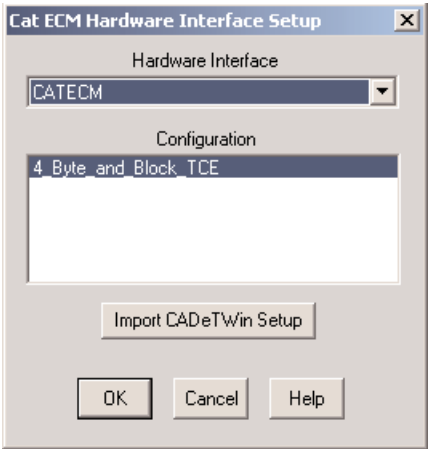 Cat ECM Hardware Interface Setup
Hardware Interface
CATECM
Configuration
4_Byte_and_Block_TCE
Import CADeTWin Setup
OK Cancel Help